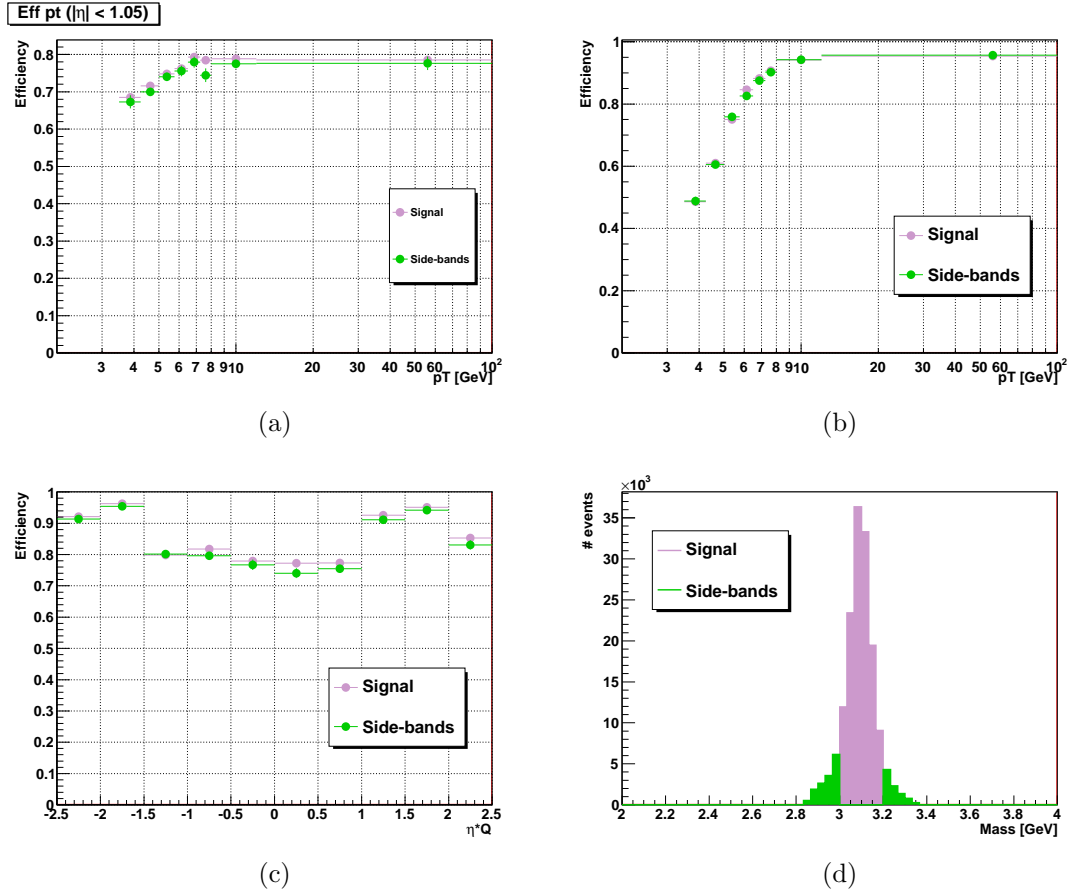 Eff pt (|η| < 1.05)
Efficiency
0.8
0.7
0.6
0.5
0.4
0.3
0.2
0.1
0
Signal
Side-bands
3 4 5 6 7 8 910 20 30 40 50 60 10²
pT [GeV]
(a)
Efficiency
1
0.8
0.6
0.4
0.2
0
Signal
Side-bands
3 4 5 6 7 8 910 20 30 40 50 60 10²
pT [GeV]
(b)
Efficiency
1
0.9
0.8
0.7
0.6
0.5
0.4
0.3
0.2
0.1
0
Signal
Side-bands
-2.5 -2 -1.5 -1 -0.5 0 0.5 1 1.5 2 2.5
η*Q
(c)
×10³
# events
35
30
25
20
15
10
5
0
Signal
Side-bands
2 2.2 2.4 2.6 2.8 3 3.2 3.4 3.6 3.8 4
Mass [GeV]
(d)